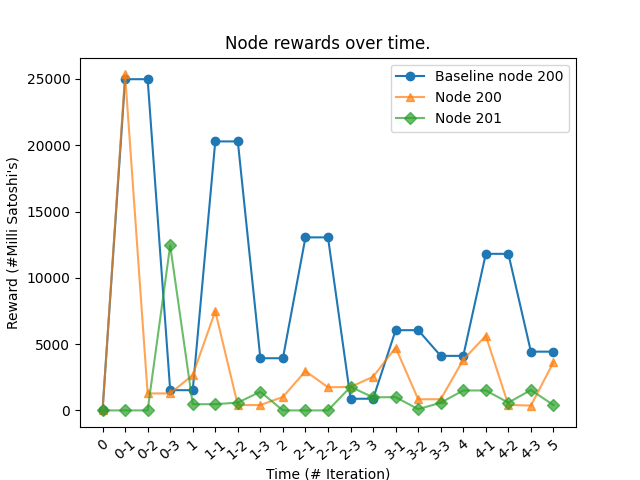 Node rewards over time.
Baseline node 200
Node 200
Node 201
Reward (#Milli Satoshi's)
25000
20000
15000
10000
5000
0
0 0-1 0-2 0-3 1 1-1 1-2 1-3 2 2-1 2-2 2-3 3 3-1 3-2 3-3 4 4-1 4-2 4-3 5
Time (# Iteration)